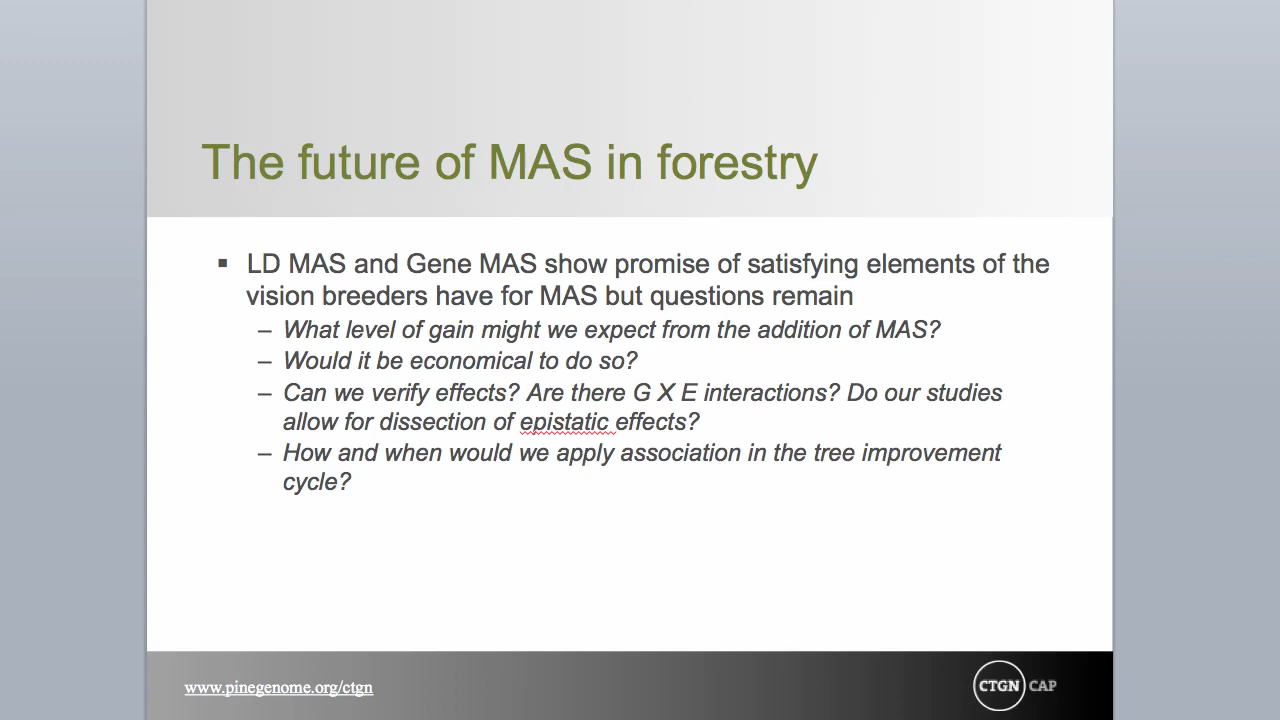 The future of MAS in forestry
▪ LD MAS and Gene MAS show promise of satisfying elements of the
vision breeders have for MAS but questions remain
– What level of gain might we expect from the addition of MAS?
– Would it be economical to do so?
– Can we verify effects? Are there G X E interactions? Do our studies
allow for dissection of epistatic effects?
– How and when would we apply association in the tree improvement
cycle?
www.pinegenome.org/ctgn
CTGN CAP